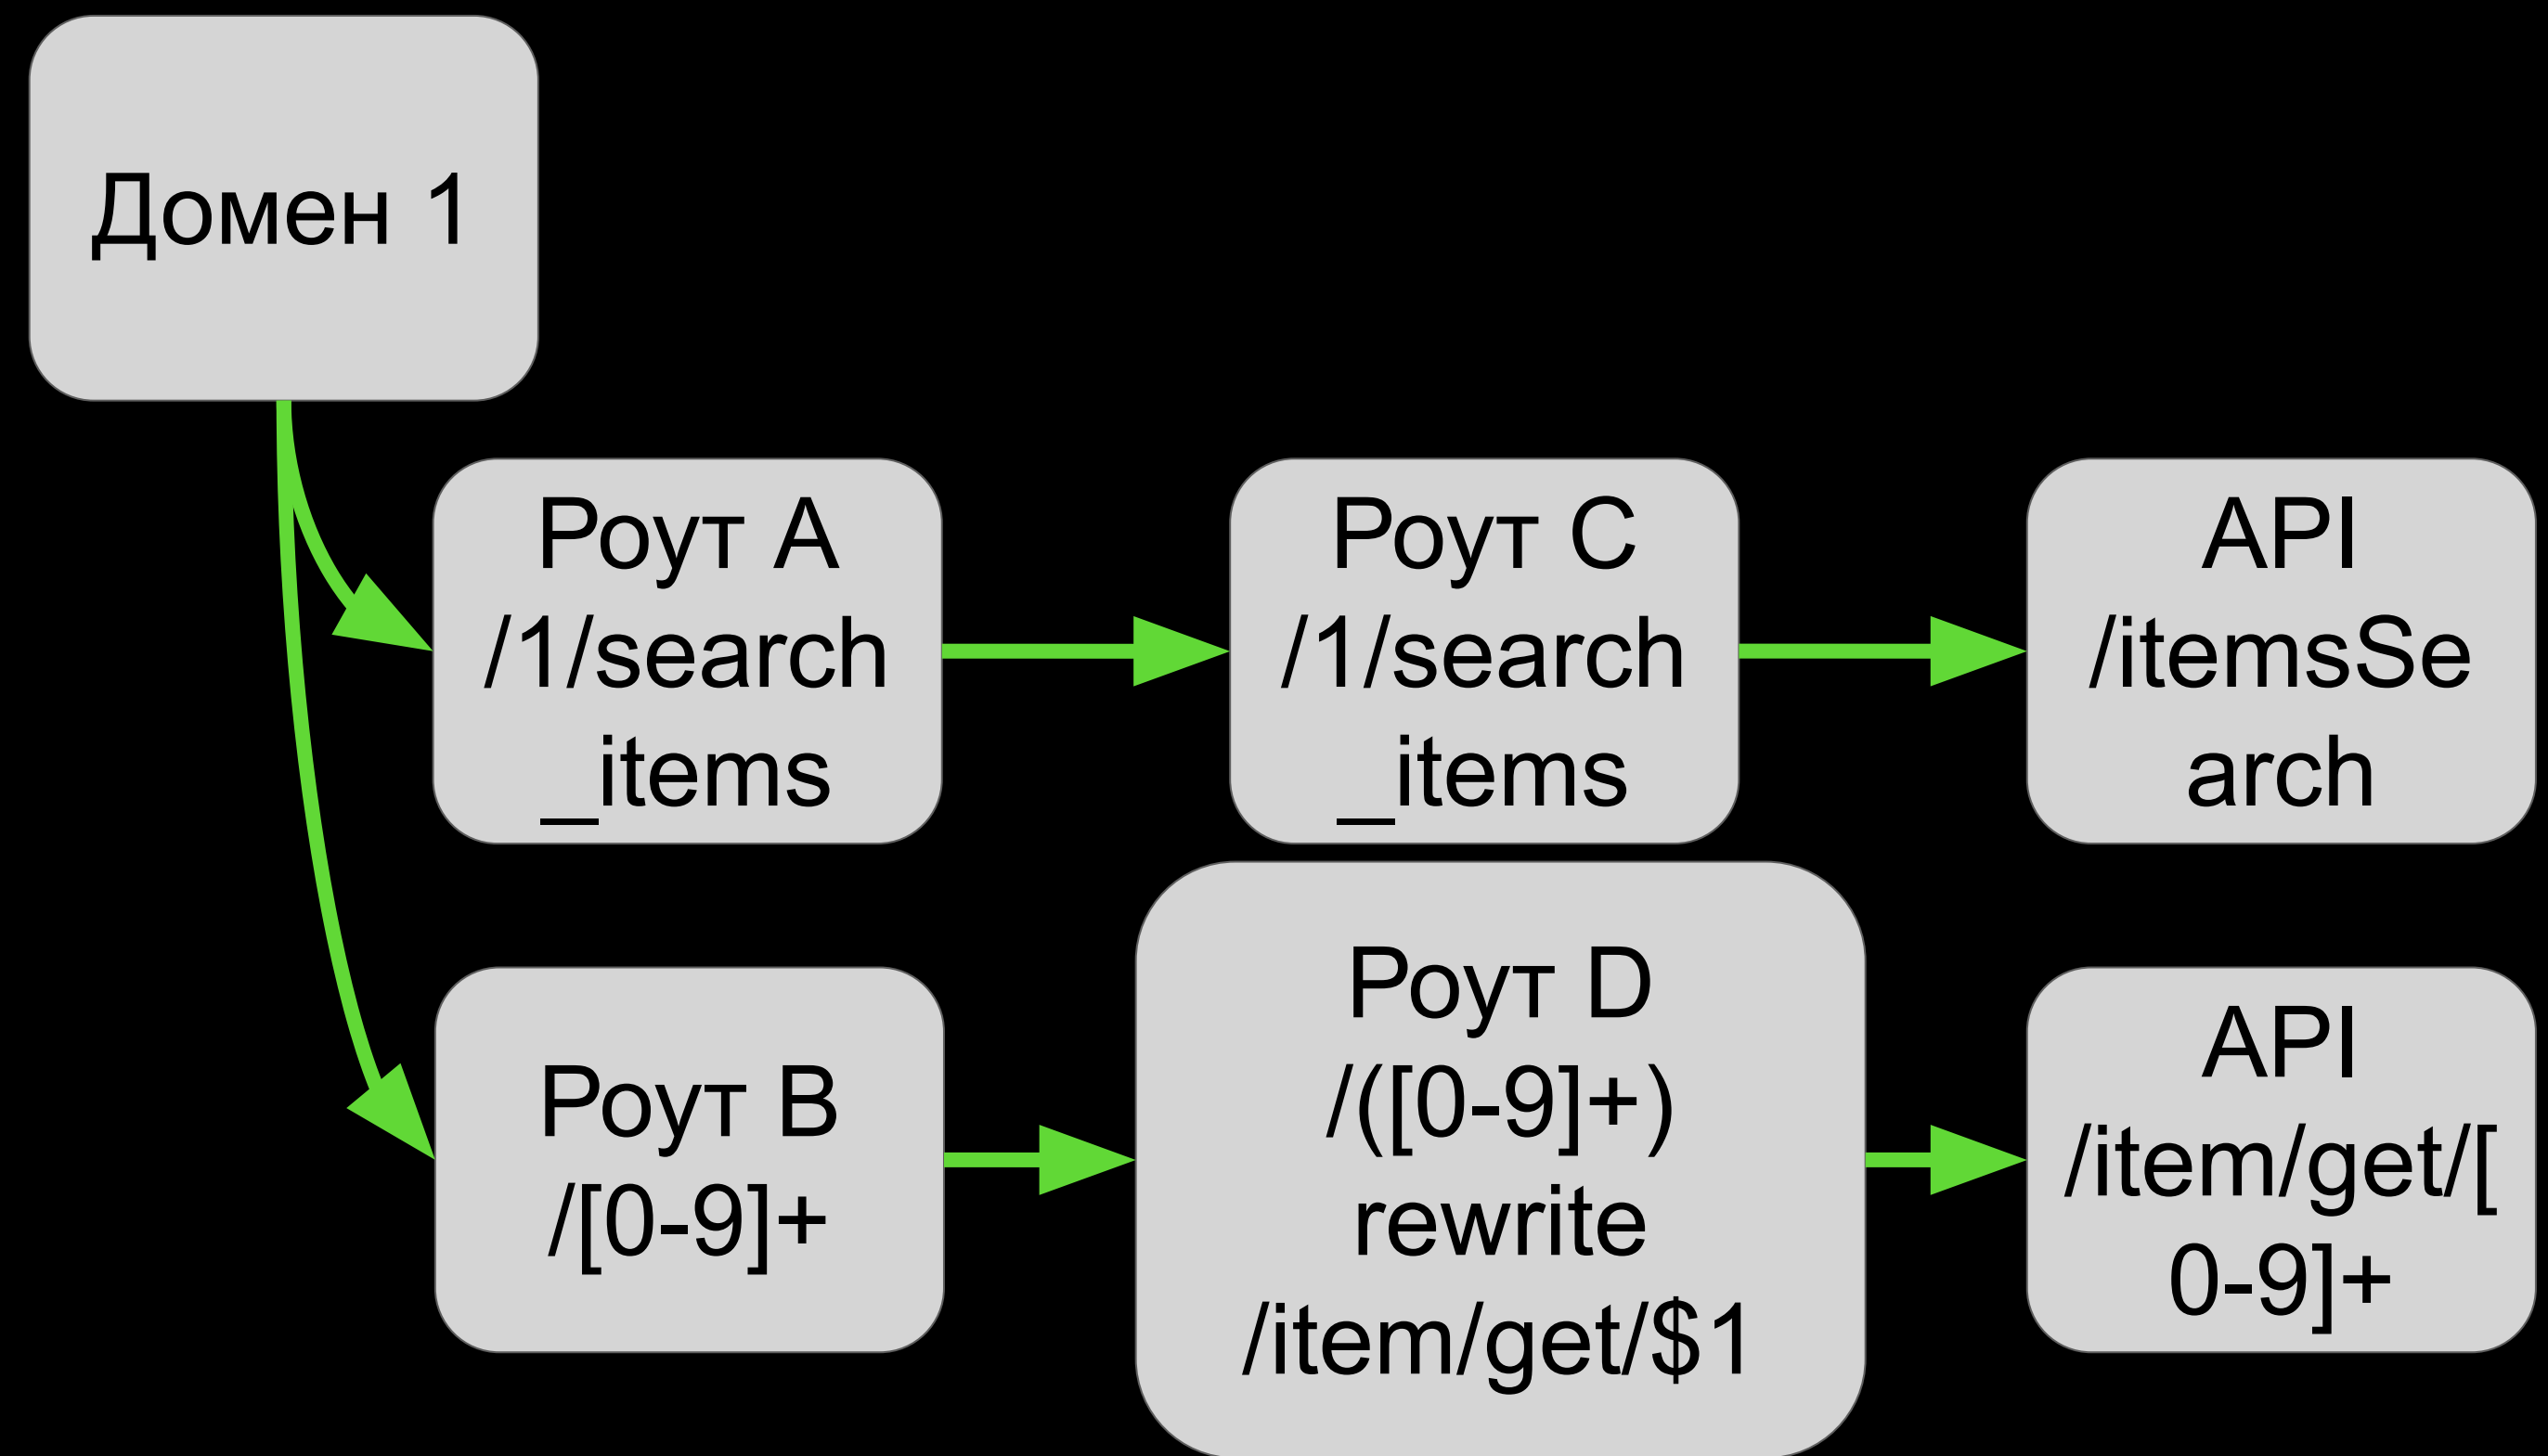 Домен 1
Роут A
/1/search
_items
Роут C
/1/search
_items
API
/itemsSe
arch
Роут B
/[0-9]+
Роут D
/([0-9]+)
rewrite
/item/get/$1
API
/item/get/[
0-9]+